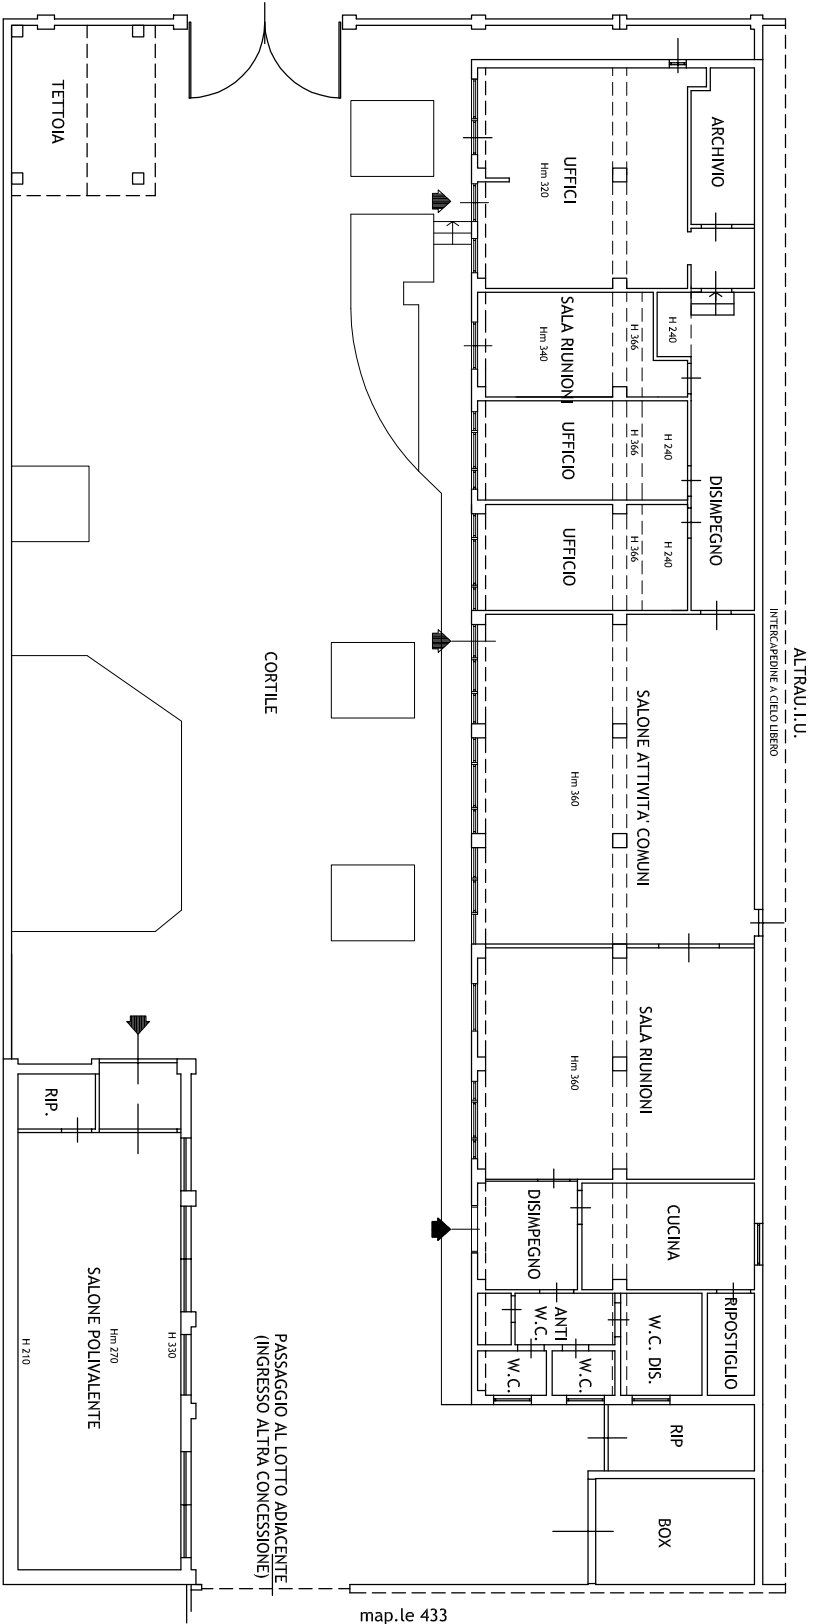 TETTOIA
ARCHIVIO
UFFICI
Hm 320
SALA RIUNIONI
Hm 340
H 366
H 240
UFFICIO
H 366
H 240
DISIMPEGNO
UFFICIO
H 366
H 240
ALTRAU.I.U.
INTERCAPEDINE A CIELO LIBERO
CORTILE
SALONE ATTIVITA' COMUNI
Hm 360
SALA RIUNIONI
Hm 360
RIP.
DISIMPEGNO
CUCINA
SALONE POLIVALENTE
Hm 270
H 330
H 210
ANTI
W.C.
W.C. DIS.
RIPOSTIGLIO
W.C.
W.C.
PASSAGGIO AL LOTTO ADIACENTE
(INGRESSO ALTRA CONCESSIONE)
RIP
BOX
map.le 433